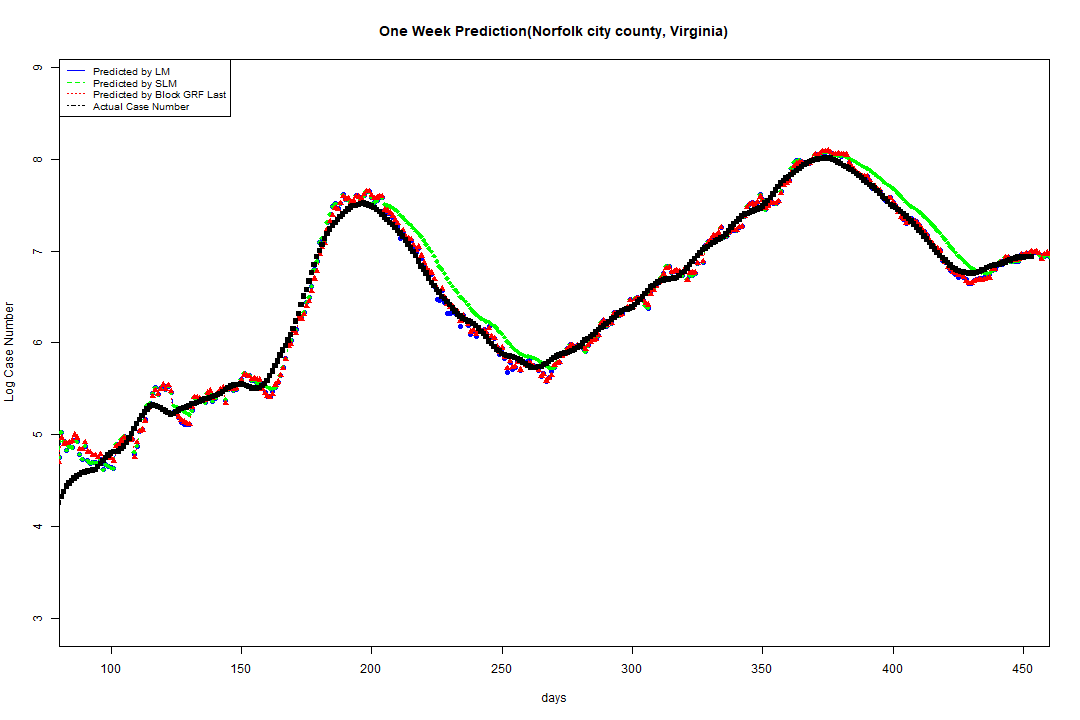 One Week Prediction(Norfolk city county, Virginia)
Predicted by LM
Predicted by SLM
Predicted by Block GRF Last
Actual Case Number
9
8
7
6
5
4
3
Log Case Number
100 150 200 250 300 350 400 450
days